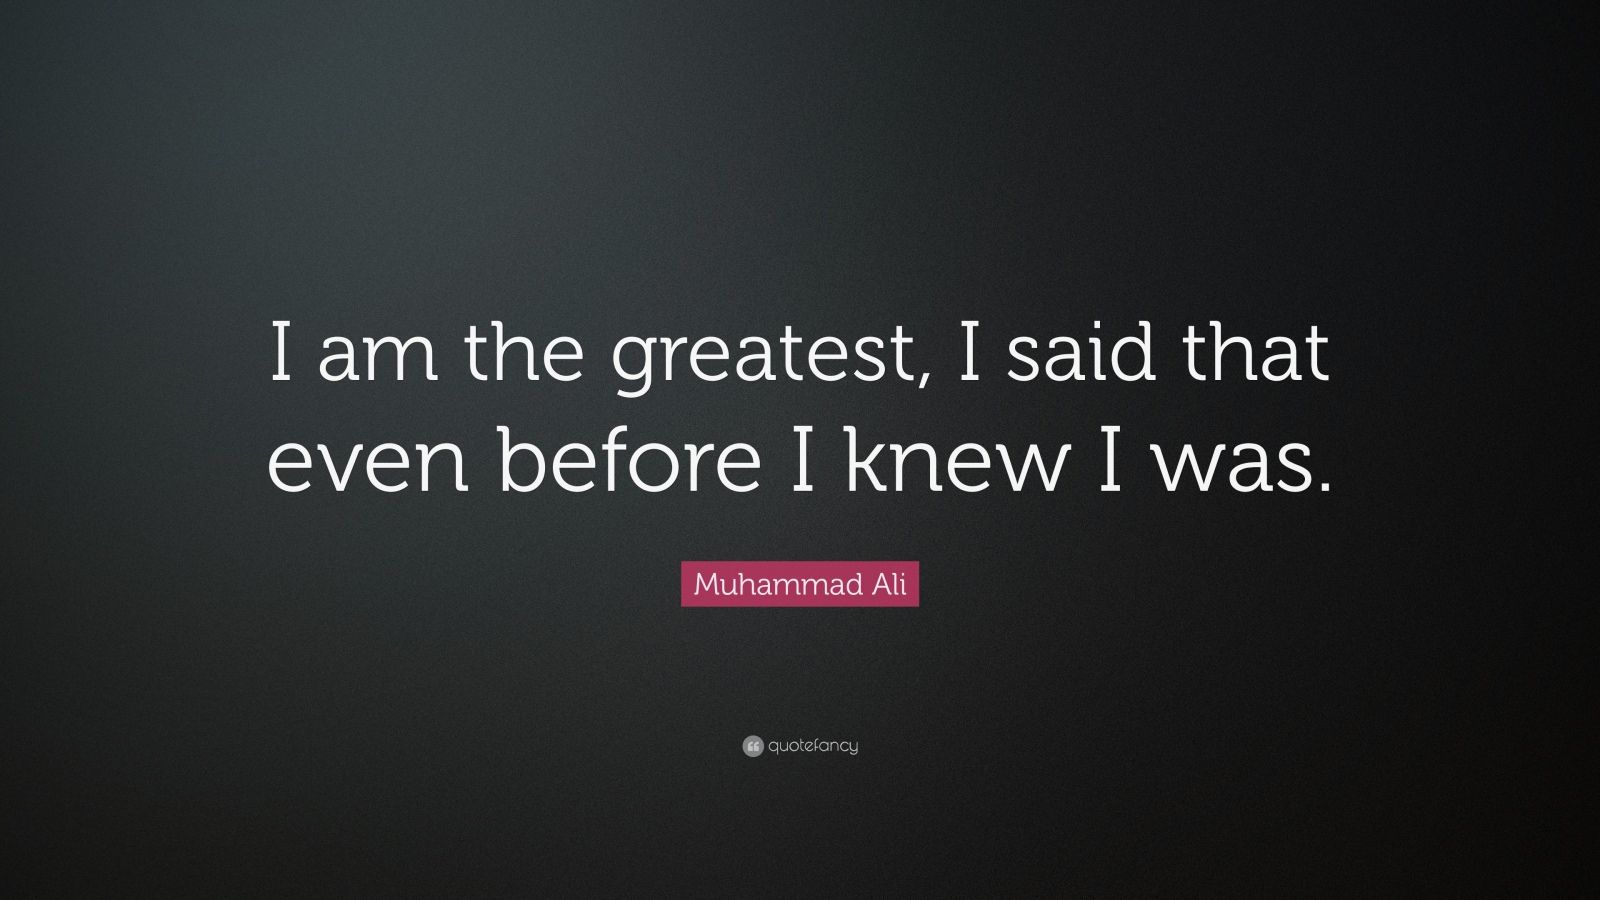 I am the greatest, I said that
even before I knew I was.
Muhammad Ali
quotefancy